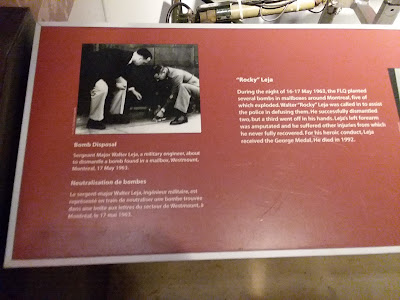 Bomb Disposal
Sergeant Major Walter Leja, a military engineer, about
to dismantle a bomb found in a mailbox, Westmount,
Montreal, 17 May 1963.
Neutralisation de bombes
Le sergent-major Walter Leja, ingénieur militaire, est
représenté en train de neutraliser une bombe trouvée
dans une boîte aux lettres du secteur de Westmount, à
Montréal, le 17 mai 1963.
"Rocky" Leja
During the night of 16-17 May 1963, the FLQ planted
several bombs in mailboxes around Montreal, five of
which exploded. Walter "Rocky" Leja was called in to assist
the police in defusing them. He successfully dismantled
two, but a third went off in his hands. Leja's left forearm
was amputated and he suffered other injuries from which
he never fully recovered. For his heroic conduct, Leja
received the George Medal. He died in 1992.